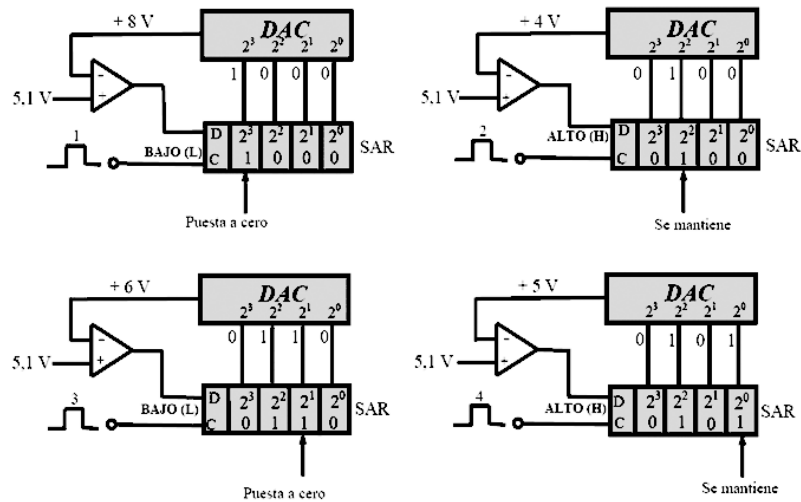 + 8 V
DAC
2³ 2² 2¹ 2⁰
1 0 0 0
5.1 V
-
+
1
BAJO (L)
D 2³ 2² 2¹ 2⁰
C 1 0 0 0
SAR
Puesta a cero
+ 4 V
DAC
2³ 2² 2¹ 2⁰
0 1 0 0
5.1 V
-
+
2
ALTO (H)
D 2³ 2² 2¹ 2⁰
C 0 1 0 0
SAR
Se mantiene
+ 6 V
DAC
2³ 2² 2¹ 2⁰
0 1 1 0
5.1 V
-
+
3
BAJO (L)
D 2³ 2² 2¹ 2⁰
C 0 1 1 0
SAR
Puesta a cero
+ 5 V
DAC
2³ 2² 2¹ 2⁰
0 1 0 1
5.1 V
-
+
4
ALTO (H)
D 2³ 2² 2¹ 2⁰
C 0 1 0 1
SAR
Se mantiene